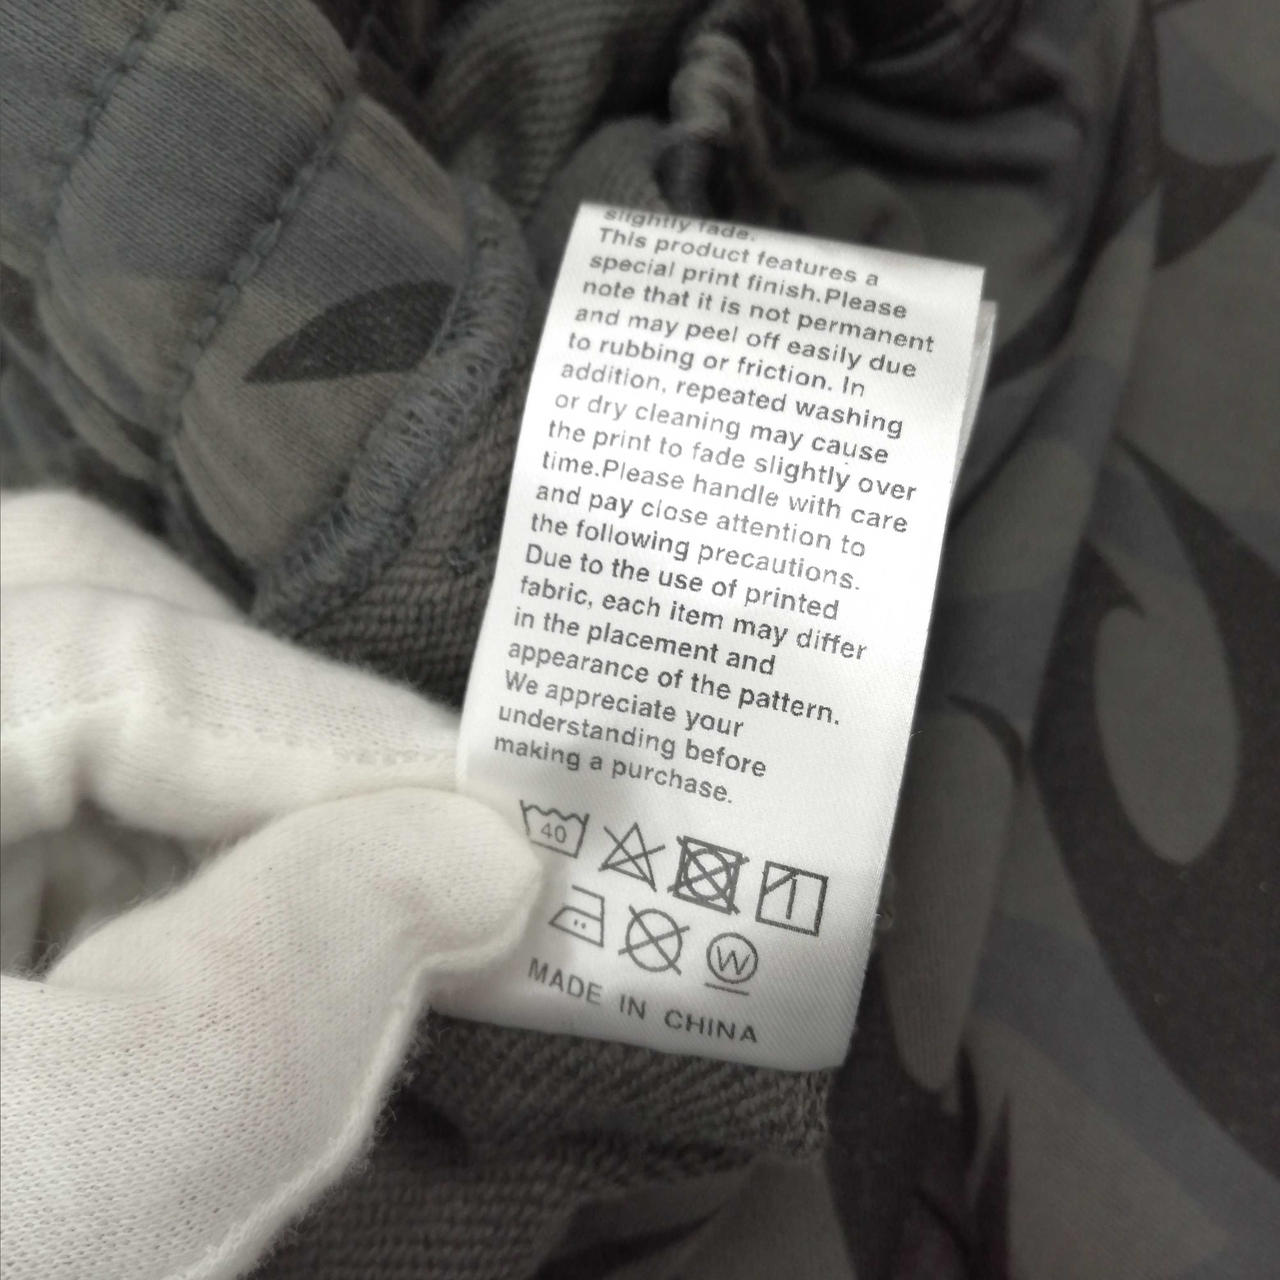 slightly fade.
This product features a
special print finish.Please
note that it is not permanent
and may peel off easily due
to rubbing or friction. In
addition, repeated washing
or dry cleaning may cause
the print to fade slightly over
time.Please handle with care
and pay close attention to
the following precautions.
Due to the use of printed
fabric, each item may differ
in the placement and
appearance of the pattern.
We appreciate your
understanding before
making a purchase.
40
W
MADE IN CHINA